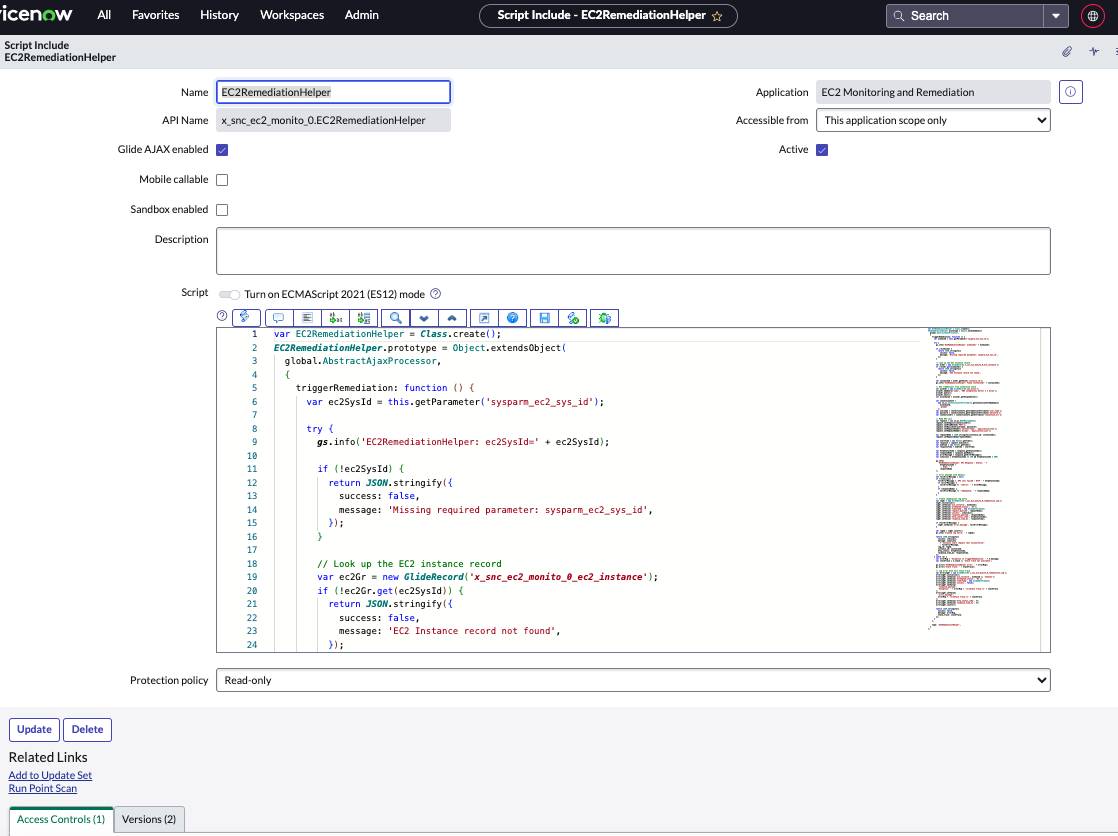 icenow All Favorites History Workspaces Admin Script Include - EC2RemediationHelper Search
Script Include
EC2RemediationHelper
Name EC2RemediationHelper Application EC2 Monitoring and Remediation
API Name x_snc_ec2_monito_0.EC2RemediationHelper Accessible from This application scope only
Glide AJAX enabled Active
Mobile callable
Sandbox enabled
Description
Script Turn on ECMAScript 2021 (ES12) mode
1 var EC2RemediationHelper = Class.create();
2 EC2RemediationHelper.prototype = Object.extendsObject(
3 global.AbstractAjaxProcessor,
4 {
5 triggerRemediation: function () {
6 var ec2SysId = this.getParameter('sysparm_ec2_sys_id');
7
8 try {
9 gs.info('EC2RemediationHelper: ec2SysId=' + ec2SysId);
10
11 if (!ec2SysId) {
12 return JSON.stringify({
13 success: false,
14 message: 'Missing required parameter: sysparm_ec2_sys_id',
15 });
16 }
17
18 // Look up the EC2 instance record
19 var ec2Gr = new GlideRecord('x_snc_ec2_monito_0_ec2_instance');
20 if (!ec2Gr.get(ec2SysId)) {
21 return JSON.stringify({
22 success: false,
23 message: 'EC2 Instance record not found',
24 });
Protection policy Read-only
Update Delete
Related Links
Add to Update Set
Run Point Scan
Access Controls (1) Versions (2)